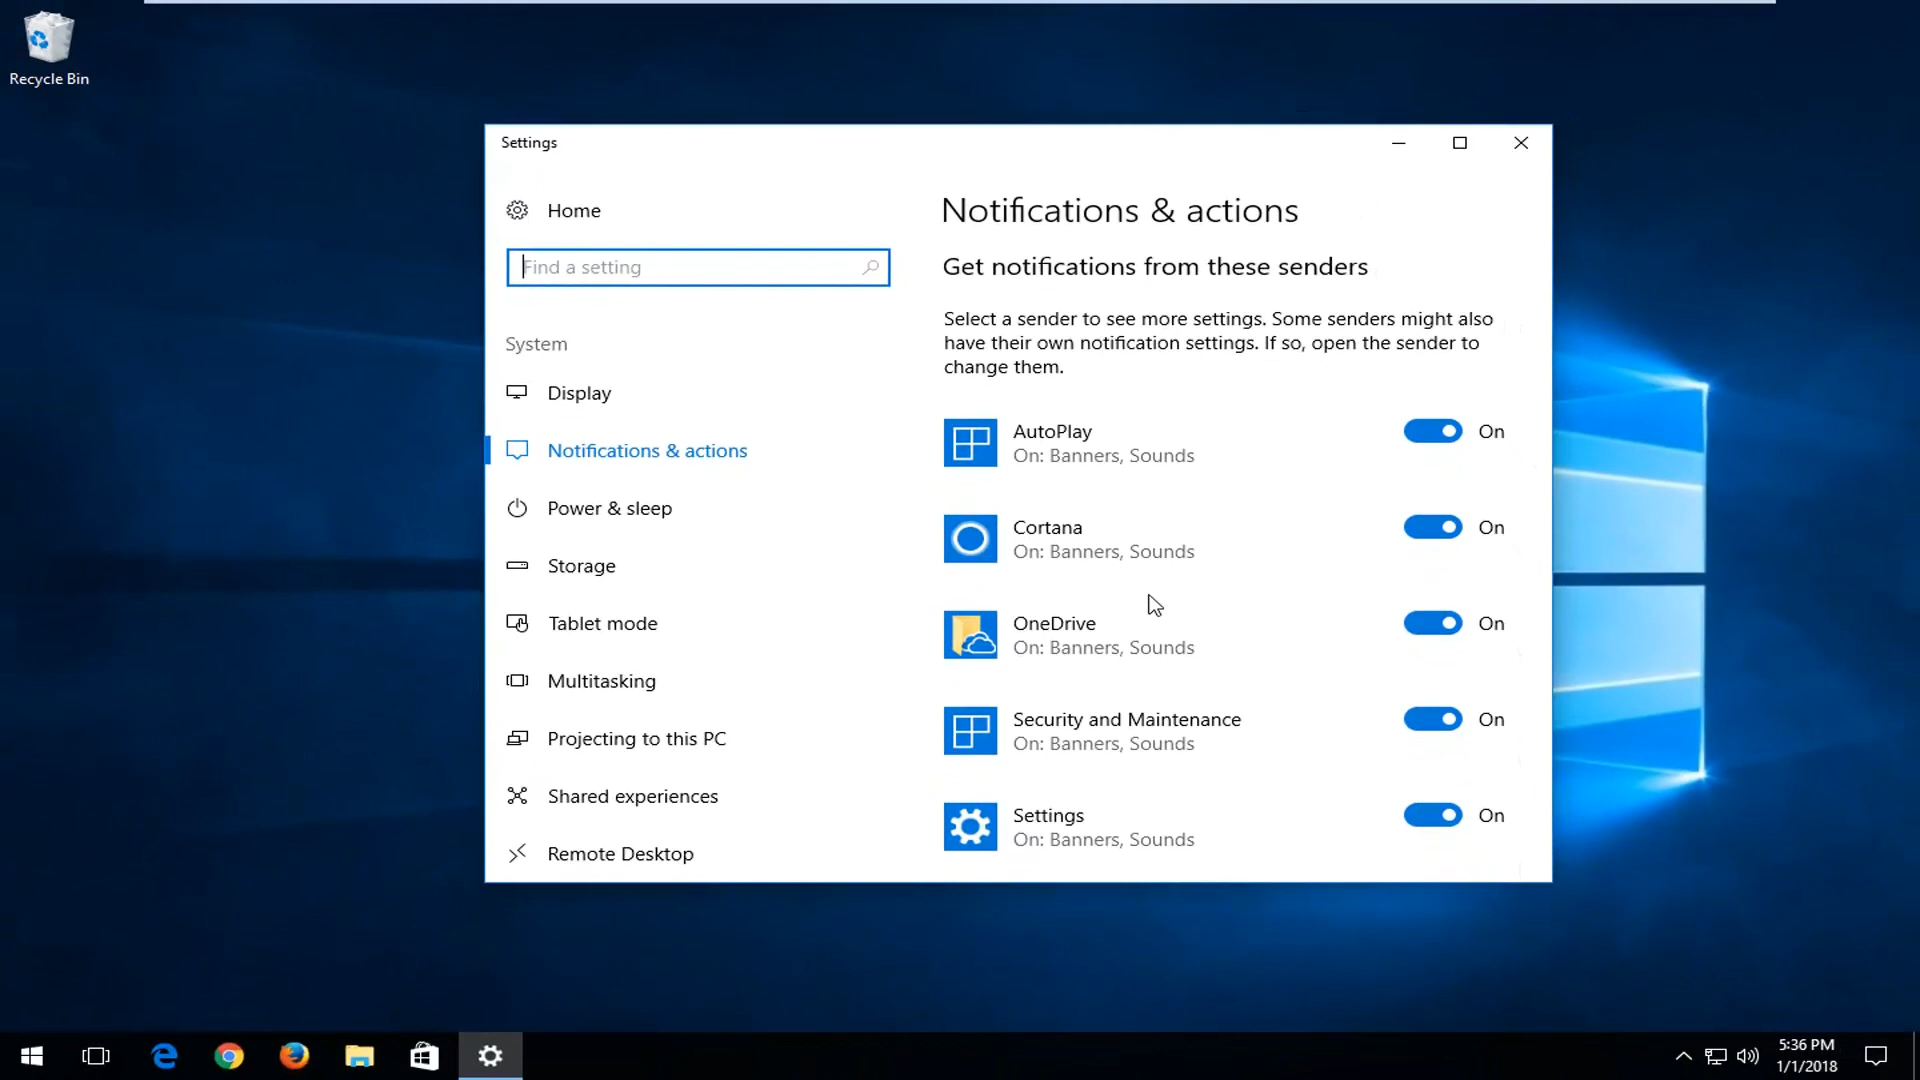 Recycle Bin
Settings
Home
Find a setting
System
Display
Notifications & actions
Power & sleep
Storage
Tablet mode
Multitasking
Projecting to this PC
Shared experiences
Remote Desktop
Notifications & actions
Get notifications from these senders
Select a sender to see more settings. Some senders might also
have their own notification settings. If so, open the sender to
change them.
AutoPlay
On: Banners, Sounds
On
Cortana
On: Banners, Sounds
On
OneDrive
On: Banners, Sounds
On
Security and Maintenance
On: Banners, Sounds
On
Settings
On: Banners, Sounds
On
5:36 PM
1/1/2018